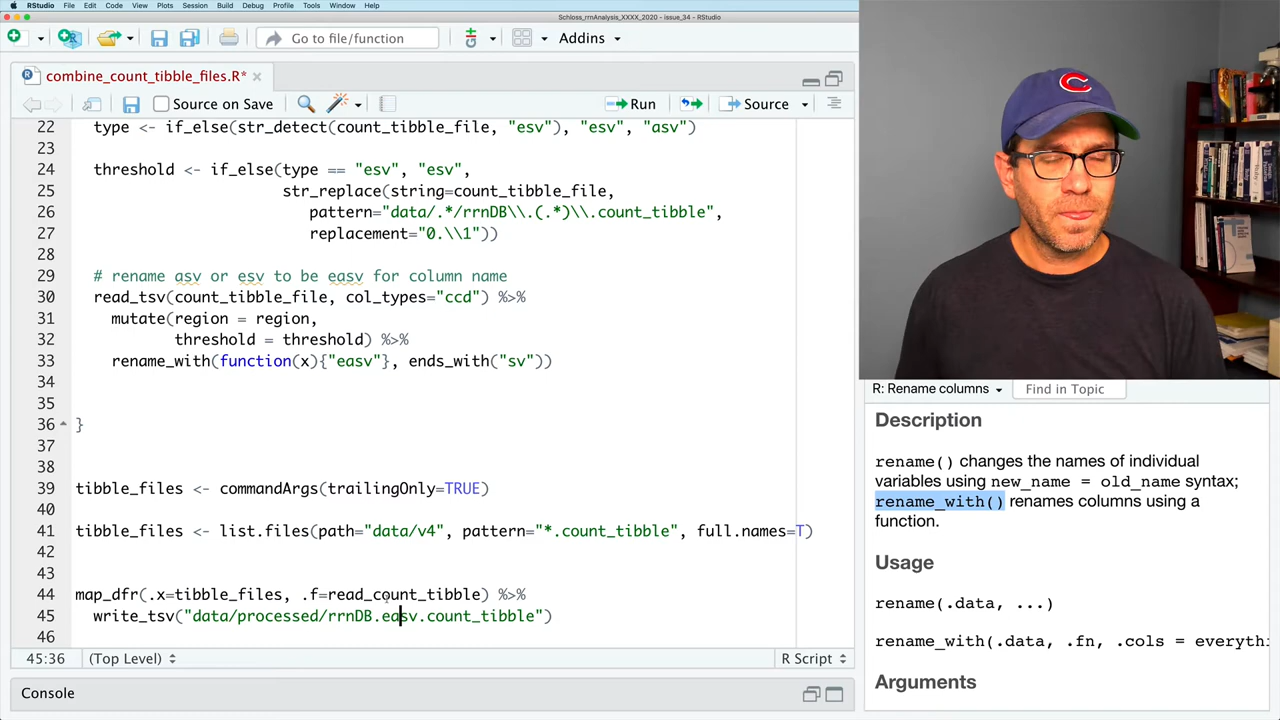 RStudio File Edit Code View Plots Session Build Debug Profile Tools Window Help
Schloss_rrnAnalysis_XXXX_2020 - issue_34 - RStudio
Go to file/function Addins
combine_count_tibble_files.R*
Source on Save Run Source
22 type <- if_else(str_detect(count_tibble_file, "esv"), "esv", "asv")
23
24 threshold <- if_else(type == "esv", "esv",
25 str_replace(string=count_tibble_file,
26 pattern="data/.*/rrnDB\\.(.*)\\.count_tibble",
27 replacement="0.\\1"))
28
29 # rename asv or esv to be easv for column name
30 read_tsv(count_tibble_file, col_types="ccd") %>%
31 mutate(region = region,
32 threshold = threshold) %>%
33 rename_with(function(x){"easv"}, ends_with("sv"))
34
35
36 }
37
38
39 tibble_files <- commandArgs(trailingOnly=TRUE)
40
41 tibble_files <- list.files(path="data/v4", pattern="*.count_tibble", full.names=T)
42
43
44 map_dfr(.x=tibble_files, .f=read_count_tibble) %>%
45 write_tsv("data/processed/rrnDB.easv.count_tibble")
46
45:36 (Top Level) R Script
Console
R: Rename columns Find in Topic
Description
rename() changes the names of individual
variables using new_name = old_name syntax;
rename_with() renames columns using a
function.
Usage
rename(.data, ...)
rename_with(.data, .fn, .cols = everythi
Arguments